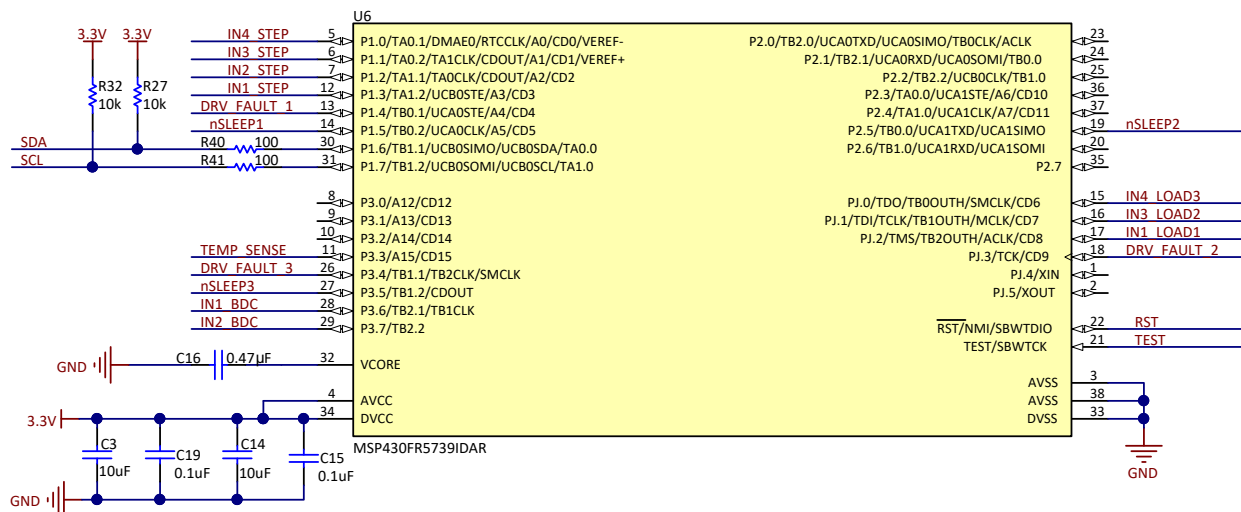 U6
3.3V 3.3V
R32 10k
R27 10k
IN4_STEP 5 P1.0/TA0.1/DMAE0/RTCCLK/A0/CD0/VEREF-
IN3_STEP 6 P1.1/TA0.2/TA1CLK/CDOUT/A1/CD1/VEREF+
IN2_STEP 7 P1.2/TA1.1/TA0CLK/CDOUT/A2/CD2
IN1_STEP 12 P1.3/TA1.2/UCB0STE/A3/CD3
DRV_FAULT_1 13 P1.4/TB0.1/UCA0STE/A4/CD4
nSLEEP1 14 P1.5/TB0.2/UCA0CLK/A5/CD5
SDA R40 100 30 P1.6/TB1.1/UCB0SIMO/UCB0SDA/TA0.0
SCL R41 100 31 P1.7/TB1.2/UCB0SOMI/UCB0SCL/TA1.0
8 P3.0/A12/CD12
9 P3.1/A13/CD13
10 P3.2/A14/CD14
TEMP_SENSE 11 P3.3/A15/CD15
DRV_FAULT_3 26 P3.4/TB1.1/TB2CLK/SMCLK
nSLEEP3 27 P3.5/TB1.2/CDOUT
IN1_BDC 28 P3.6/TB2.1/TB1CLK
IN2_BDC 29 P3.7/TB2.2
GND C16 0.47µF 32 VCORE
4 AVCC
3.3V 34 DVCC
C3 10uF
C19 0.1uF
C14 10uF
C15 0.1uF
GND
P2.0/TB2.0/UCA0TXD/UCA0SIMO/TB0CLK/ACLK 23
P2.1/TB2.1/UCA0RXD/UCA0SOMI/TB0.0 24
P2.2/TB2.2/UCB0CLK/TB1.0 25
P2.3/TA0.0/UCA1STE/A6/CD10 36
P2.4/TA1.0/UCA1CLK/A7/CD11 37
P2.5/TB0.0/UCA1TXD/UCA1SIMO 19 nSLEEP2
P2.6/TB1.0/UCA1RXD/UCA1SOMI 20
P2.7 35
PJ.0/TDO/TB0OUTH/SMCLK/CD6 15 IN4_LOAD3
PJ.1/TDI/TCLK/TB1OUTH/MCLK/CD7 16 IN3_LOAD2
PJ.2/TMS/TB2OUTH/ACLK/CD8 17 IN1_LOAD1
PJ.3/TCK/CD9 18 DRV_FAULT_2
PJ.4/XIN 1
PJ.5/XOUT 2
RST/NMI/SBWTDIO 22 RST
TEST/SBWTCK 21 TEST
AVSS 3
AVSS 38
DVSS 33
GND
MSP430FR5739IDAR